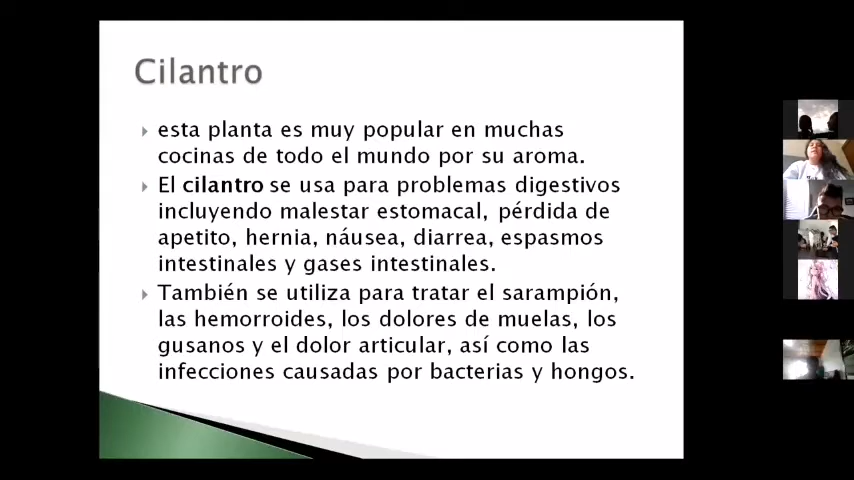 Cilantro
esta planta es muy popular en muchas
cocinas de todo el mundo por su aroma.
El cilantro se usa para problemas digestivos
incluyendo malestar estomacal, pérdida de
apetito, hernia, náusea, diarrea, espasmos
intestinales y gases intestinales.
También se utiliza para tratar el sarampión,
las hemorroides, los dolores de muelas, los
gusanos y el dolor articular, así como las
infecciones causadas por bacterias y hongos.